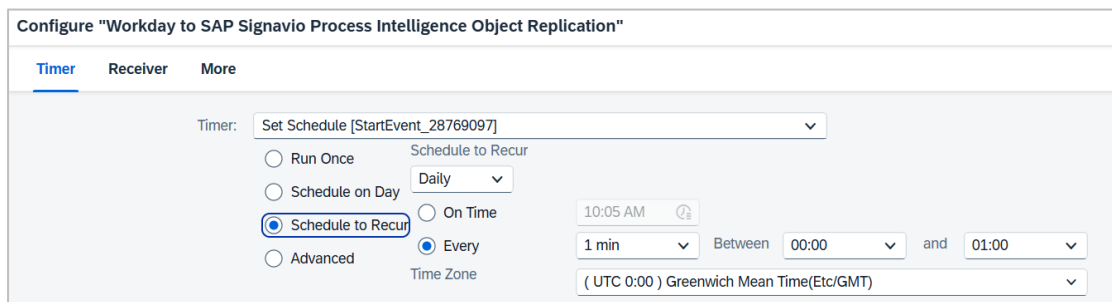 Configure "Workday to SAP Signavio Process Intelligence Object Replication"
Timer Receiver More
Timer: Set Schedule [StartEvent_28769097]
Run Once
Schedule to Recur
Schedule on Day
Daily
On Time 10:05 AM
Schedule to Recur
Every 1 min Between 00:00 and 01:00
Advanced
Time Zone ( UTC 0:00 ) Greenwich Mean Time(Etc/GMT)